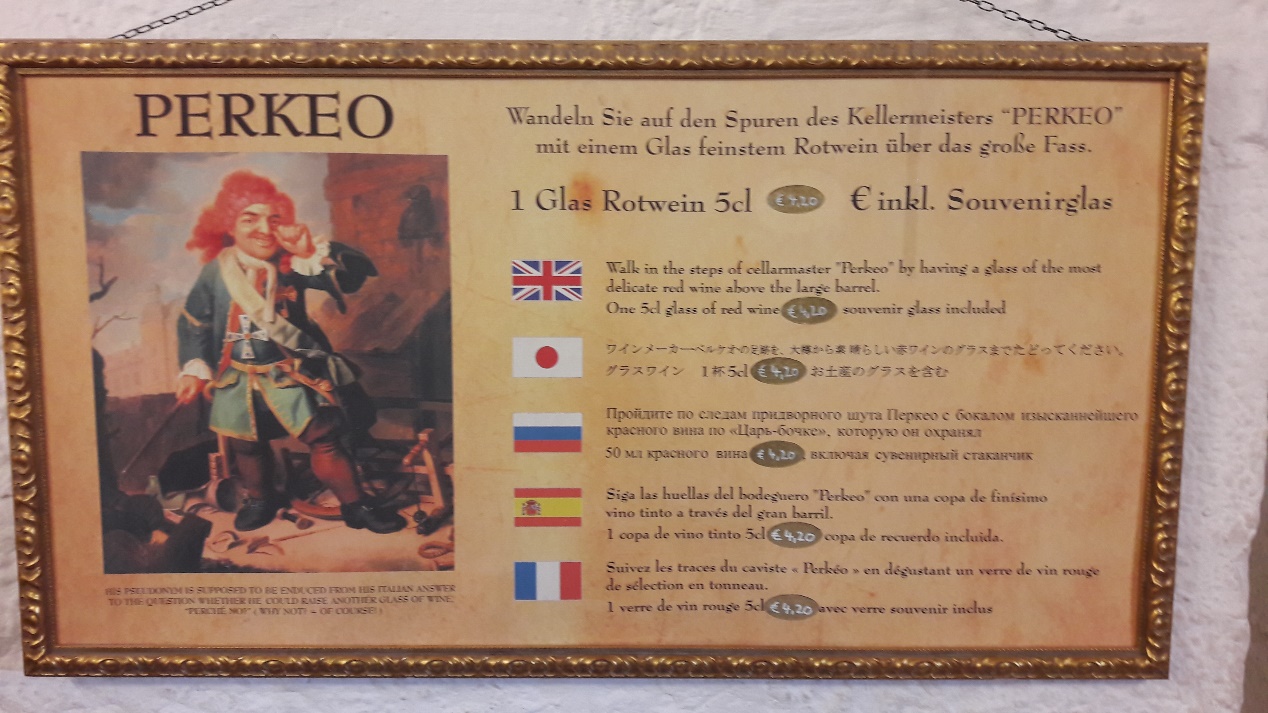 PERKEO
HIS PSEUDONYM IS SUPPOSED TO BE ENDUCED FROM HIS ITALIAN ANSWER
TO THE QUESTION WHETHER HE COULD RAISE ANOTHER GLASS OF WINE;
"PERCHÉ NO?" ( WHY NOT? = OF COURSE! )
Wandeln Sie auf den Spuren des Kellermeisters "PERKEO"
mit einem Glas feinstem Rotwein über das große Fass.
1 Glas Rotwein 5cl € 4,20 € inkl. Souvenirglas
Walk in the steps of cellarmaster "Perkeo" by having a glass of the most
delicate red wine above the large barrel.
One 5cl glass of red wine € 4,20 souvenir glass included
ワインメーカーペルケオの足跡を、大樽から素晴らしい赤ワインのグラスまでたどってください。
グラスワイン 1杯5cl € 4,20 お土産のグラスを含む
Пройдите по следам придворного шута Перкео с бокалом изысканнейшего
красного вина по «Царь-бочке», которую он охранял
50 мл красного вина € 4,20 включая сувенирный стаканчик
Siga las huellas del bodeguero "Perkeo" con una copa de finísimo
vino tinto a través del gran barril.
1 copa de vino tinto 5cl € 4,20 copa de recuerdo incluida.
Suivez les traces du caviste « Perkéo » en dégustant un verre de vin rouge
de sélection en tonneau.
1 verre de vin rouge 5cl € 4,20 avec verre souvenir inclus